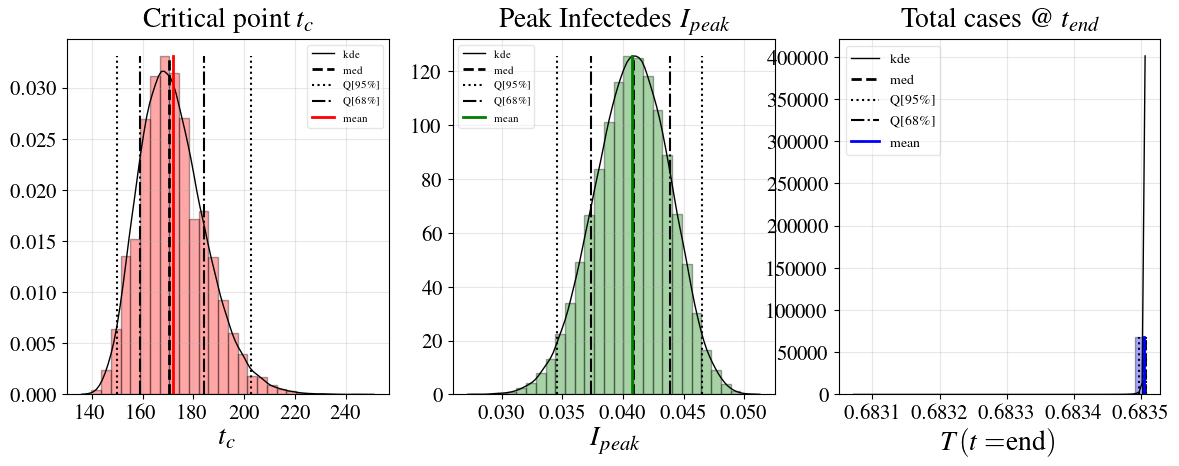 Critical point t_c
0.030
0.025
0.020
0.015
0.010
0.005
0.000
140 160 180 200 220 240
t_c
kde
med
Q[95%]
Q[68%]
mean
Peak Infectedes I_peak
120
100
80
60
40
20
0
0.030 0.035 0.040 0.045 0.050
I_peak
kde
med
Q[95%]
Q[68%]
mean
Total cases @ t_end
400000
350000
300000
250000
200000
150000
100000
50000
0
0.6831 0.6832 0.6833 0.6834 0.6835
T(t =end)
kde
med
Q[95%]
Q[68%]
mean